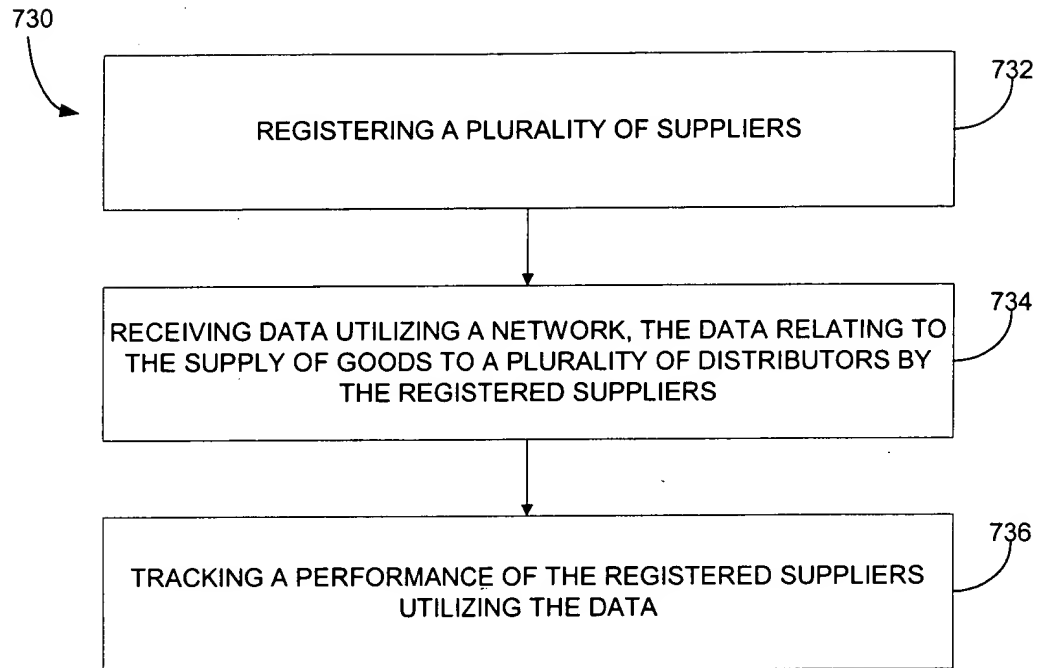 730
732
REGISTERING A PLURALITY OF SUPPLIERS
734
RECEIVING DATA UTILIZING A NETWORK, THE DATA RELATING TO
THE SUPPLY OF GOODS TO A PLURALITY OF DISTRIBUTORS BY
THE REGISTERED SUPPLIERS
736
TRACKING A PERFORMANCE OF THE REGISTERED SUPPLIERS
UTILIZING THE DATA